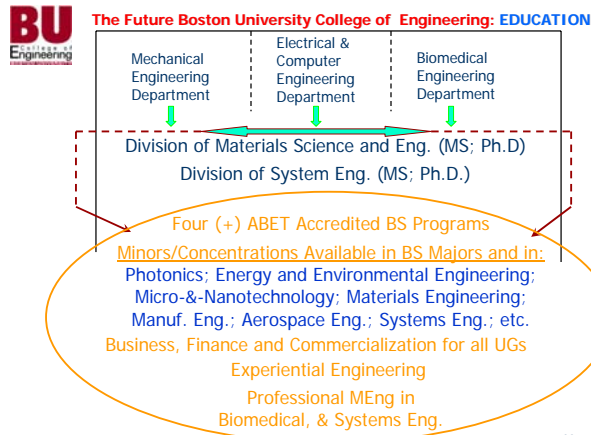 BU
College of
Engineering
The Future Boston University College of Engineering: EDUCATION
Mechanical
Engineering
Department
Electrical &
Computer
Engineering
Department
Biomedical
Engineering
Department
Division of Materials Science and Eng. (MS; Ph.D)
Division of System Eng. (MS; Ph.D.)
Four (+) ABET Accredited BS Programs
Minors/Concentrations Available in BS Majors and in:
Photonics; Energy and Environmental Engineering;
Micro-&-Nanotechnology; Materials Engineering;
Manuf. Eng.; Aerospace Eng.; Systems Eng.; etc.
Business, Finance and Commercialization for all UGs
Experiential Engineering
Professional MEng in
Biomedical, & Systems Eng.